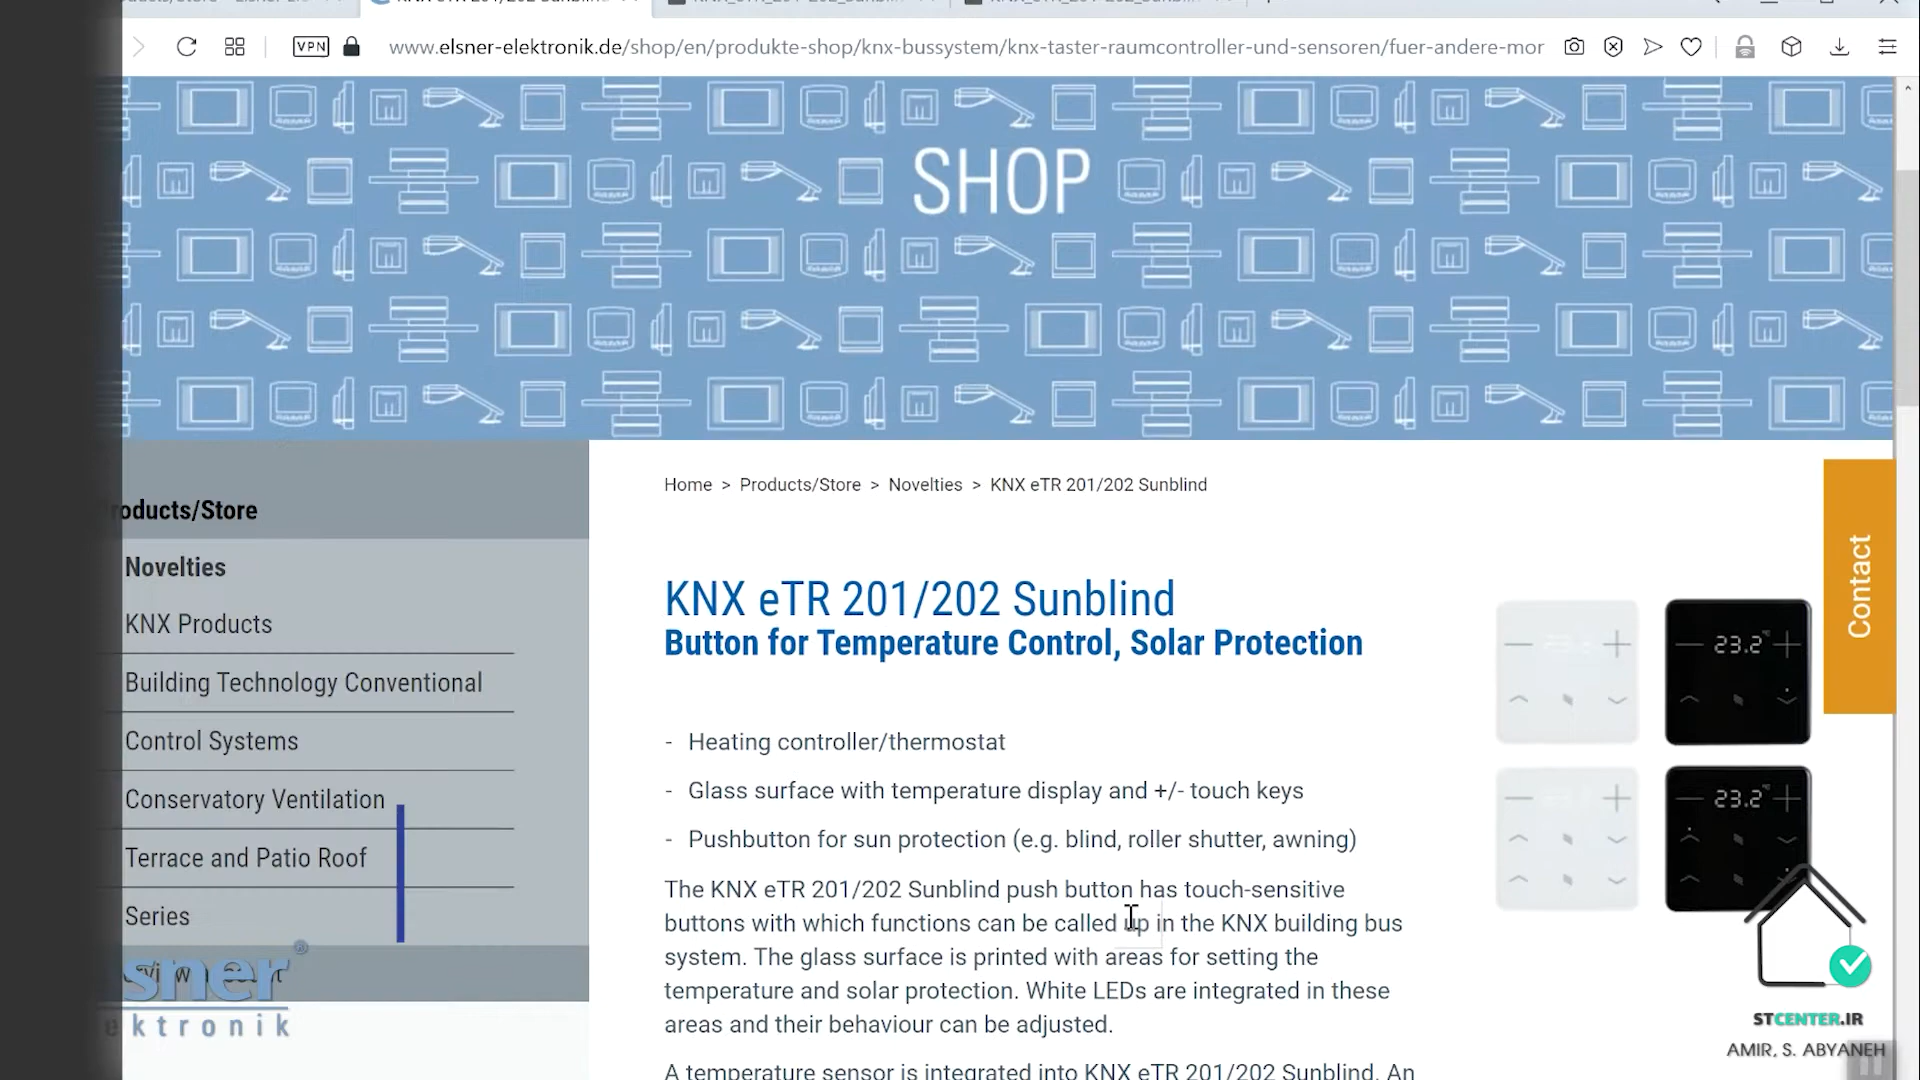 VPN
www.elsner-elektronik.de/shop/en/produkte-shop/knx-bussystem/knx-taster-raumcontroller-und-sensoren/fuer-andere-mor
SHOP
Home > Products/Store > Novelties > KNX eTR 201/202 Sunblind
oducts/Store
Novelties
KNX Products
Building Technology Conventional
Control Systems
Conservatory Ventilation
Terrace and Patio Roof
Series
sner®
ektronik
KNX eTR 201/202 Sunblind
Button for Temperature Control, Solar Protection
- Heating controller/thermostat
- Glass surface with temperature display and +/- touch keys
- Pushbutton for sun protection (e.g. blind, roller shutter, awning)
The KNX eTR 201/202 Sunblind push button has touch-sensitive
buttons with which functions can be called up in the KNX building bus
system. The glass surface is printed with areas for setting the
temperature and solar protection. White LEDs are integrated in these
areas and their behaviour can be adjusted.
A temperature sensor is integrated into KNX eTR 201/202 Sunblind. An
23.2
23.2
Contact
STCENTER.IR
AMIR, S. ABYANEH